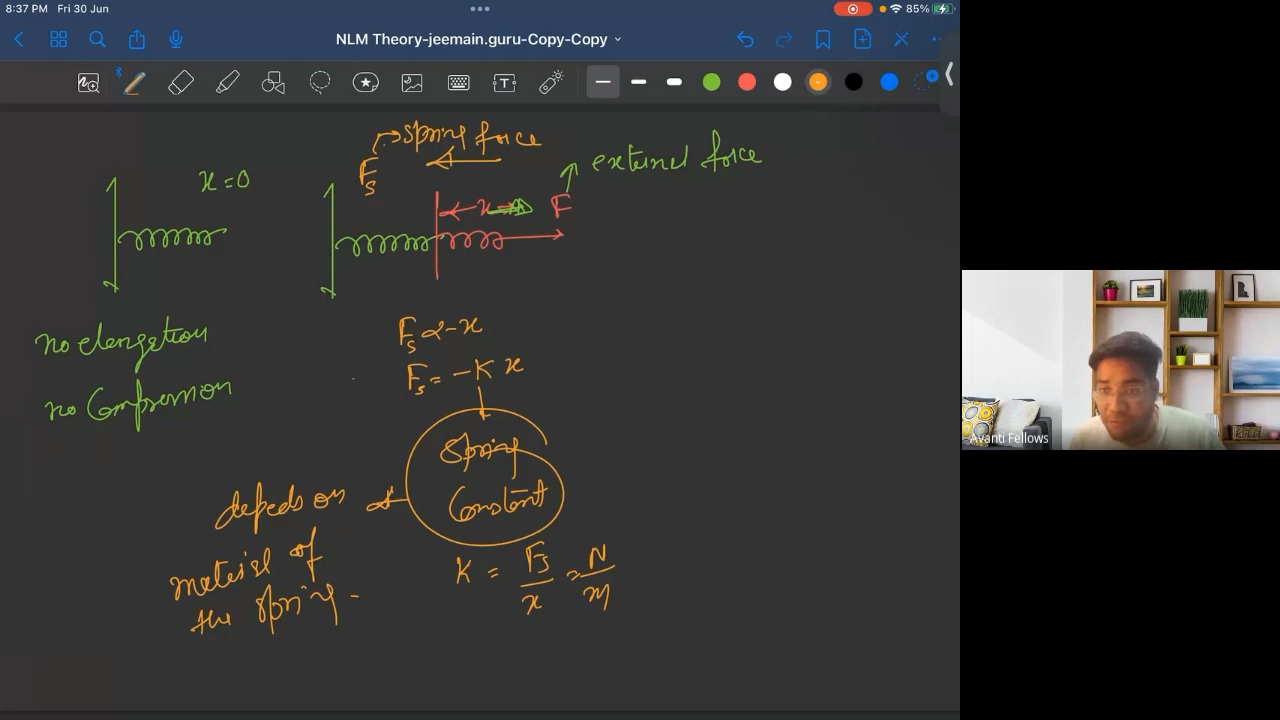 8:37 PM Fri 30 Jun
85%
NLM Theory-jeemain.guru-Copy-Copy
T
spring force
Fs
external force
x = 0
x
F
no elongation
no Compression
Fs ∝ -x
Fs = -K x
Spring
Constant
depends on
material of
the spring -
K = Fs/x = N/m
Avanti Fellows